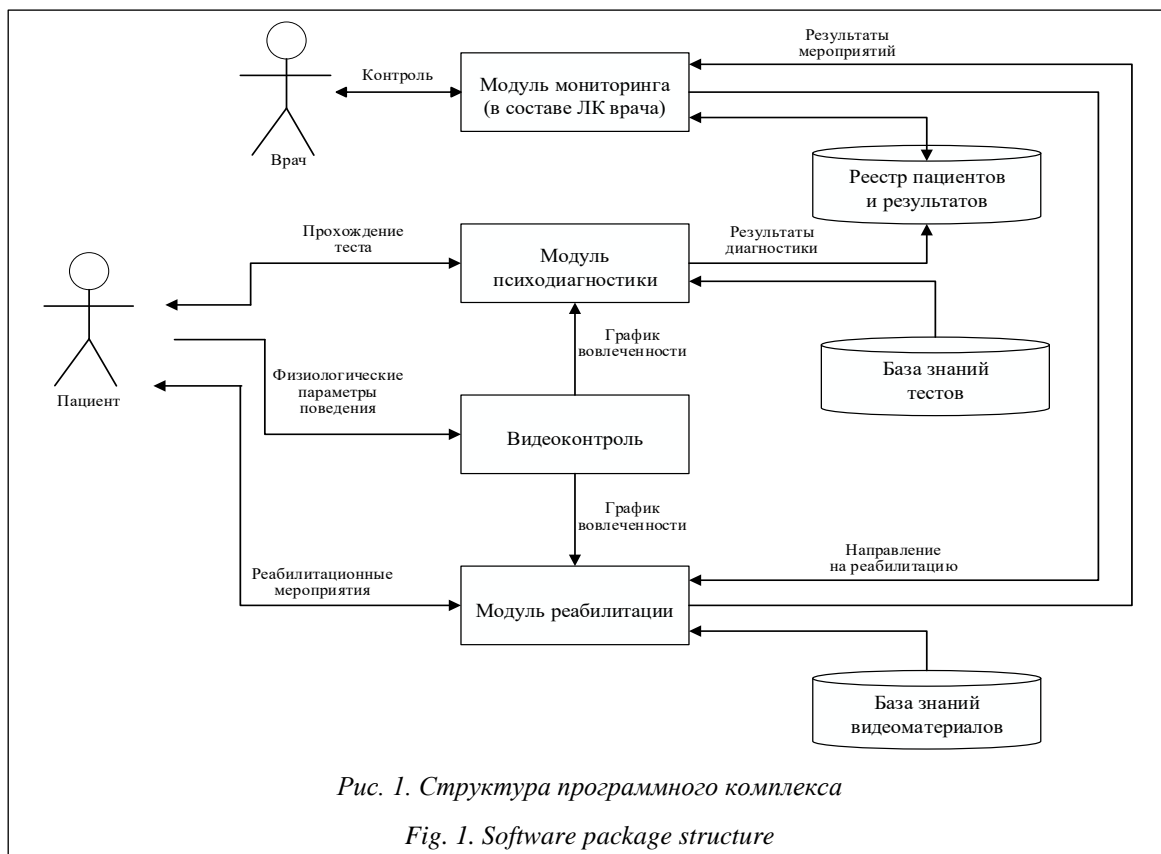 Результаты
мероприятий
Контроль
Модуль мониторинга
(в составе ЛК врача)
Врач
Реестр пациентов
и результатов
Прохождение
теста
Результаты
диагностики
Модуль
психодиагностики
График
вовлеченности
База знаний
тестов
Пациент
Физиологические
параметры
поведения
Видеоконтроль
График
вовлеченности
Направление
на реабилитацию
Реабилитационные
мероприятия
Модуль реабилитации
База знаний
видеоматериалов
Рис. 1. Структура программного комплекса
Fig. 1. Software package structure